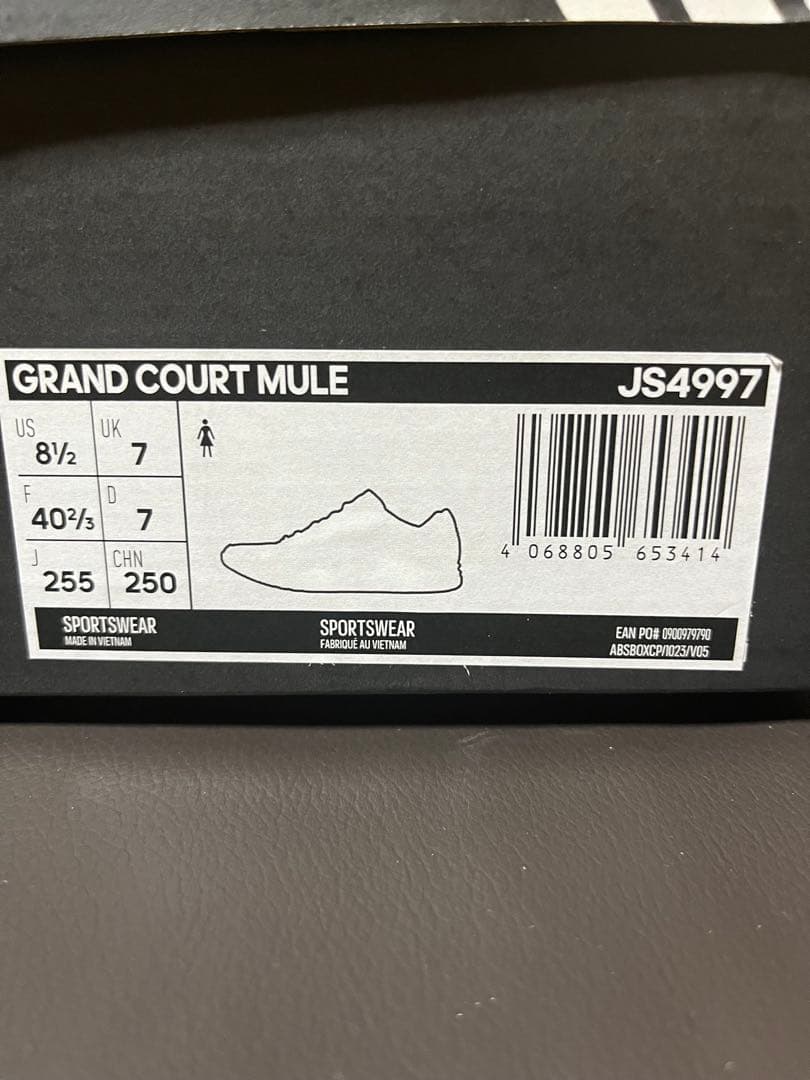 GRAND COURT MULE JS4997
US 8½ UK 7
F 40⅔ D 7
J 255 CHN 250
4 068805 653414
SPORTSWEAR
MADE IN VIETNAM
SPORTSWEAR
FABRIQUÉ AU VIETNAM
EAN PO# 0900979790
ABSBOXCP/1023/V05